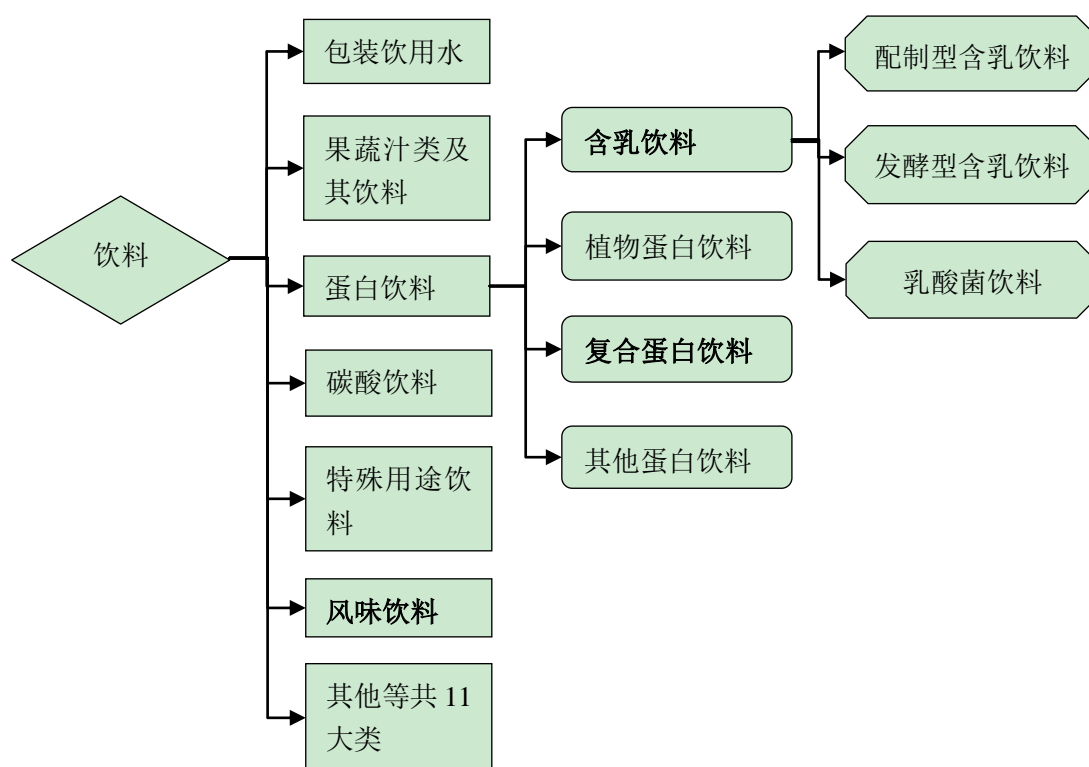 饮料
包装饮用水
果蔬汁类及
其饮料
蛋白饮料
碳酸饮料
特殊用途饮
料
风味饮料
其他等共 11
大类
含乳饮料
植物蛋白饮料
复合蛋白饮料
其他蛋白饮料
配制型含乳饮料
发酵型含乳饮料
乳酸菌饮料